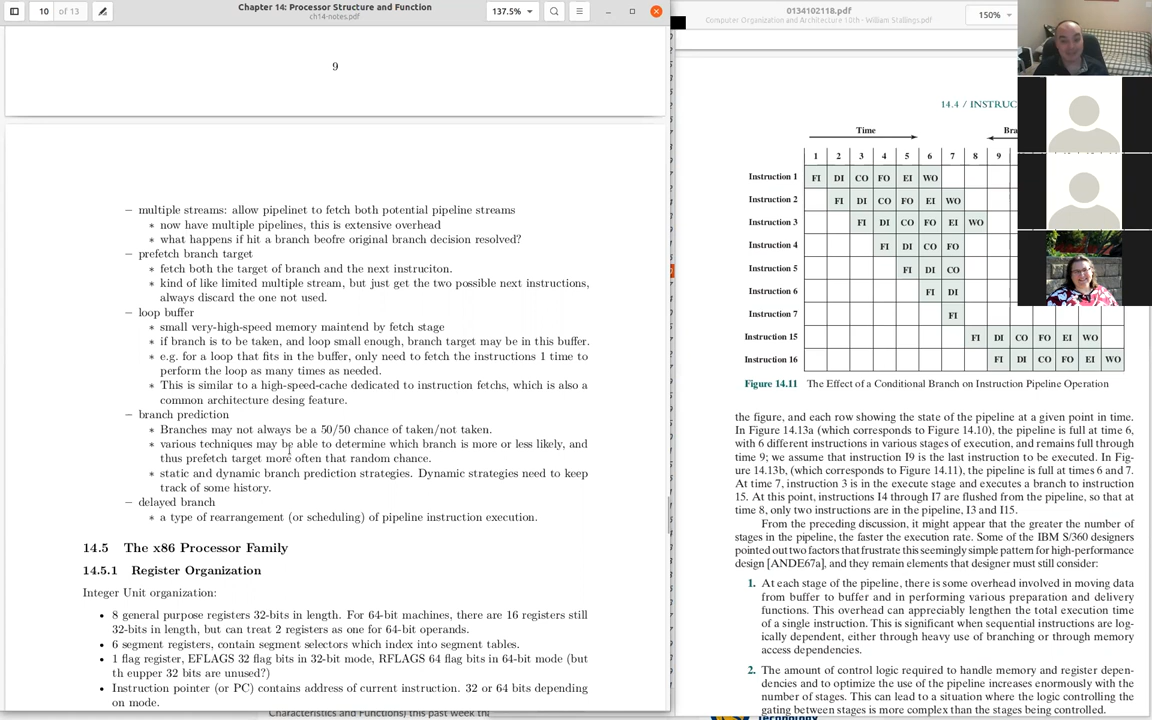 10 of 13
Chapter 14: Processor Structure and Function
ch14-notes.pdf
137.5%
9
– multiple streams: allow pipelinet to fetch both potential pipeline streams
∗ now have multiple pipelines, this is extensive overhead
∗ what happens if hit a branch beofre original branch decision resolved?
– prefetch branch target
∗ fetch both the target of branch and the next instruciton.
∗ kind of like limited multiple stream, but just get the two possible next instructions,
always discard the one not used.
– loop buffer
∗ small very-high-speed memory maintend by fetch stage
∗ if branch is to be taken, and loop small enough, branch target may be in this buffer.
∗ e.g. for a loop that fits in the buffer, only need to fetch the instructions 1 time to
perform the loop as many times as needed.
∗ This is similar to a high-speed-cache dedicated to instruction fetchs, which is also a
common architecture desing feature.
– branch prediction
∗ Branches may not always be a 50/50 chance of taken/not taken.
∗ various techniques may be able to determine which branch is more or less likely, and
thus prefetch target more often that random chance.
∗ static and dynamic branch prediction strategies. Dynamic strategies need to keep
track of some history.
– delayed branch
∗ a type of rearrangement (or scheduling) of pipeline instruction execution.
14.5 The x86 Processor Family
14.5.1 Register Organization
Integer Unit organization:
• 8 general purpose registers 32-bits in length. For 64-bit machines, there are 16 registers still
32-bits in length, but can treat 2 registers as one for 64-bit operands.
• 6 segment registers, contain segment selectors which index into segment tables.
• 1 flag register, EFLAGS 32 flag bits in 32-bit mode, RFLAGS 64 flag bits in 64-bit mode (but
th eupper 32 bits are unused?)
• Instruction pointer (or PC) contains address of current instruction. 32 or 64 bits depending
on mode.
Characteristics and Functions) this past week th
0134102118.pdf
Computer Organization and Architecture 10th - William Stallings.pdf
150%
14.4 / INSTRUC
Time Bra
1 2 3 4 5 6 7 8 9
Instruction 1 FI DI CO FO EI WO
Instruction 2 FI DI CO FO EI WO
Instruction 3 FI DI CO FO EI WO
Instruction 4 FI DI CO FO
Instruction 5 FI DI CO
Instruction 6 FI DI
Instruction 7 FI
Instruction 15 FI DI CO FO EI WO
Instruction 16 FI DI CO FO EI WO
Figure 14.11 The Effect of a Conditional Branch on Instruction Pipeline Operation
the figure, and each row showing the state of the pipeline at a given point in time.
In Figure 14.13a (which corresponds to Figure 14.10), the pipeline is full at time 6,
with 6 different instructions in various stages of execution, and remains full through
time 9; we assume that instruction I9 is the last instruction to be executed. In Fig-
ure 14.13b, (which corresponds to Figure 14.11), the pipeline is full at times 6 and 7.
At time 7, instruction 3 is in the execute stage and executes a branch to instruction
15. At this point, instructions I4 through I7 are flushed from the pipeline, so that at
time 8, only two instructions are in the pipeline, I3 and I15.
From the preceding discussion, it might appear that the greater the number of
stages in the pipeline, the faster the execution rate. Some of the IBM S/360 designers
pointed out two factors that frustrate this seemingly simple pattern for high-performance
design [ANDE67a], and they remain elements that designer must still consider:
1. At each stage of the pipeline, there is some overhead involved in moving data
from buffer to buffer and in performing various preparation and delivery
functions. This overhead can appreciably lengthen the total execution time
of a single instruction. This is significant when sequential instructions are log-
ically dependent, either through heavy use of branching or through memory
access dependencies.
2. The amount of control logic required to handle memory and register depen-
dencies and to optimize the use of the pipeline increases enormously with the
number of stages. This can lead to a situation where the logic controlling the
gating between stages is more complex than the stages being controlled.